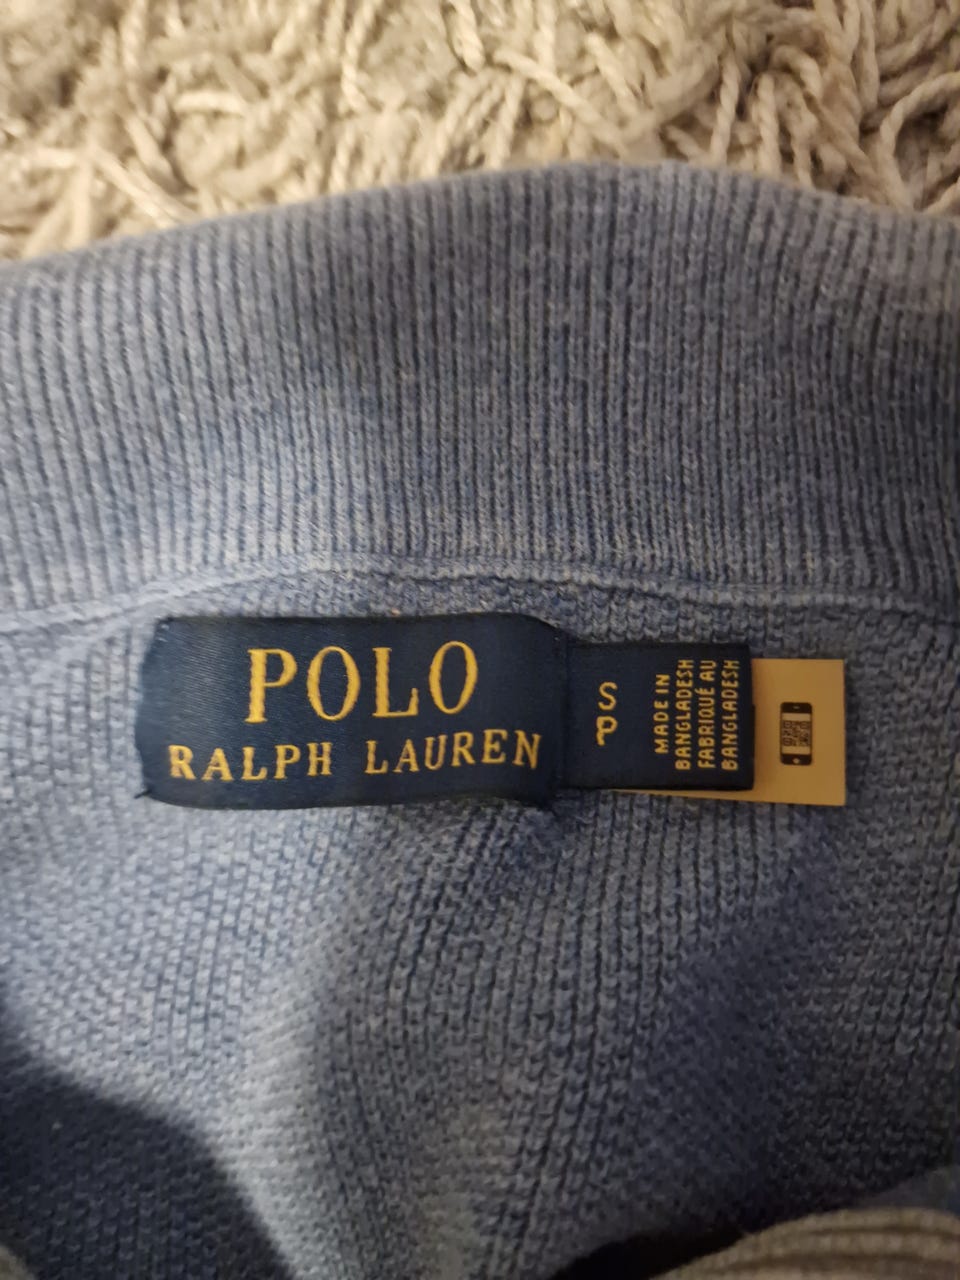 POLO
RALPH LAUREN
S
P
MADE IN
BANGLADESH
FABRIQUÉ AU
BANGLADESH